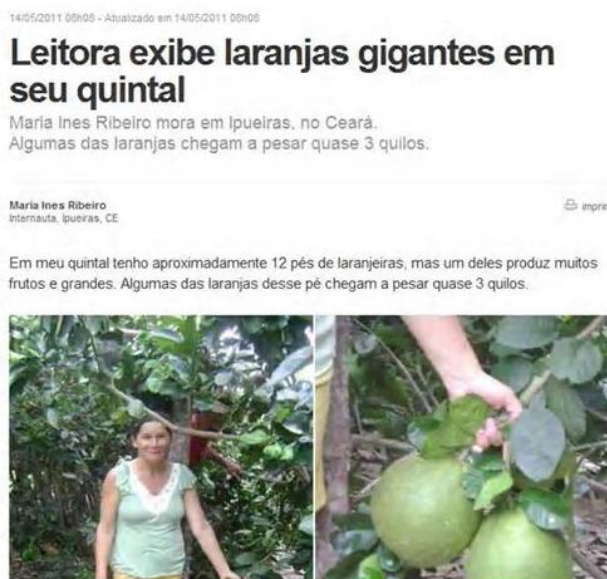 14/05/2011 06h08 - Atualizado em 14/05/2011 06h08
Leitora exibe laranjas gigantes em
seu quintal
Maria Ines Ribeiro mora em Ipueiras, no Ceará.
Algumas das laranjas chegam a pesar quase 3 quilos.
Maria Ines Ribeiro
Internauta, Ipueiras, CE
imprir
Em meu quintal tenho aproximadamente 12 pés de laranjeiras, mas um deles produz muitos
frutos e grandes. Algumas das laranjas desse pé chegam a pesar quase 3 quilos.